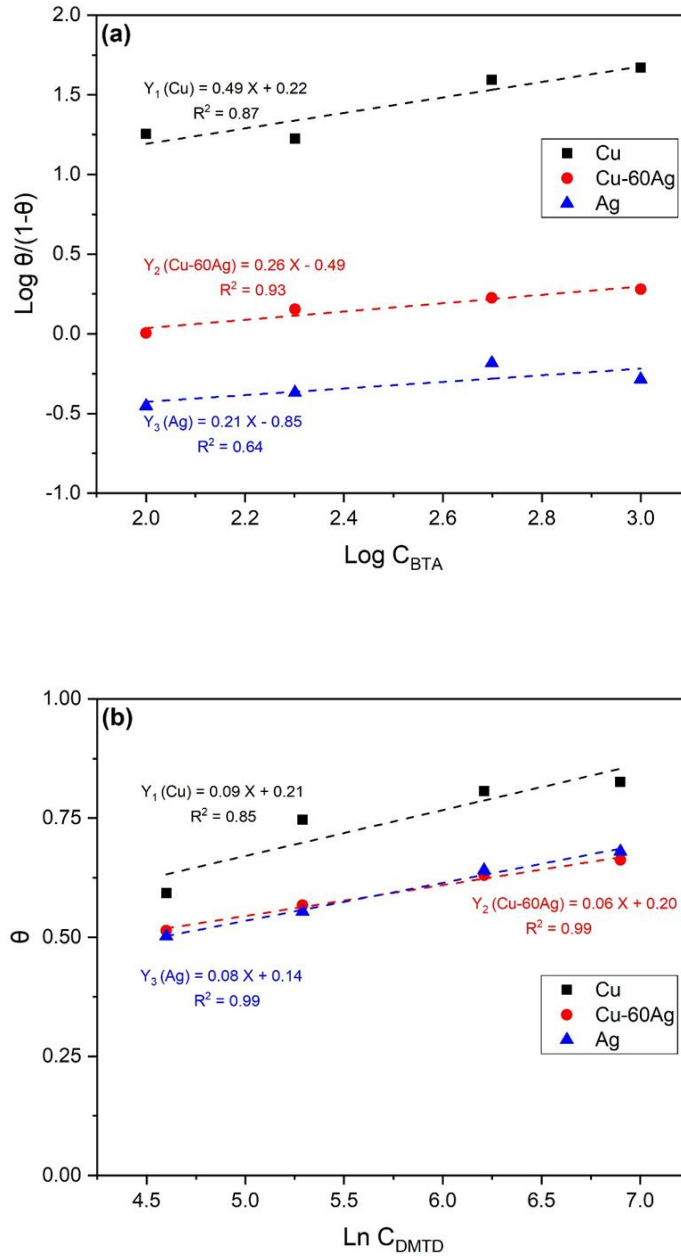 (a)
Y1 (Cu) = 0.49 X + 0.22
R2 = 0.87
Cu
Cu-60Ag
Ag
Y2 (Cu-60Ag) = 0.26 X - 0.49
R2 = 0.93
Y3 (Ag) = 0.21 X - 0.85
R2 = 0.64
2.0
1.5
1.0
0.5
0.0
-0.5
-1.0
Log θ/(1-θ)
2.0 2.2 2.4 2.6 2.8 3.0
Log CBTA
(b)
Y1 (Cu) = 0.09 X + 0.21
R2 = 0.85
Y2 (Cu-60Ag) = 0.06 X + 0.20
R2 = 0.99
Y3 (Ag) = 0.08 X + 0.14
R2 = 0.99
Cu
Cu-60Ag
Ag
1.00
0.75
0.50
0.25
0.00
θ
4.5 5.0 5.5 6.0 6.5 7.0
Ln CDMTD